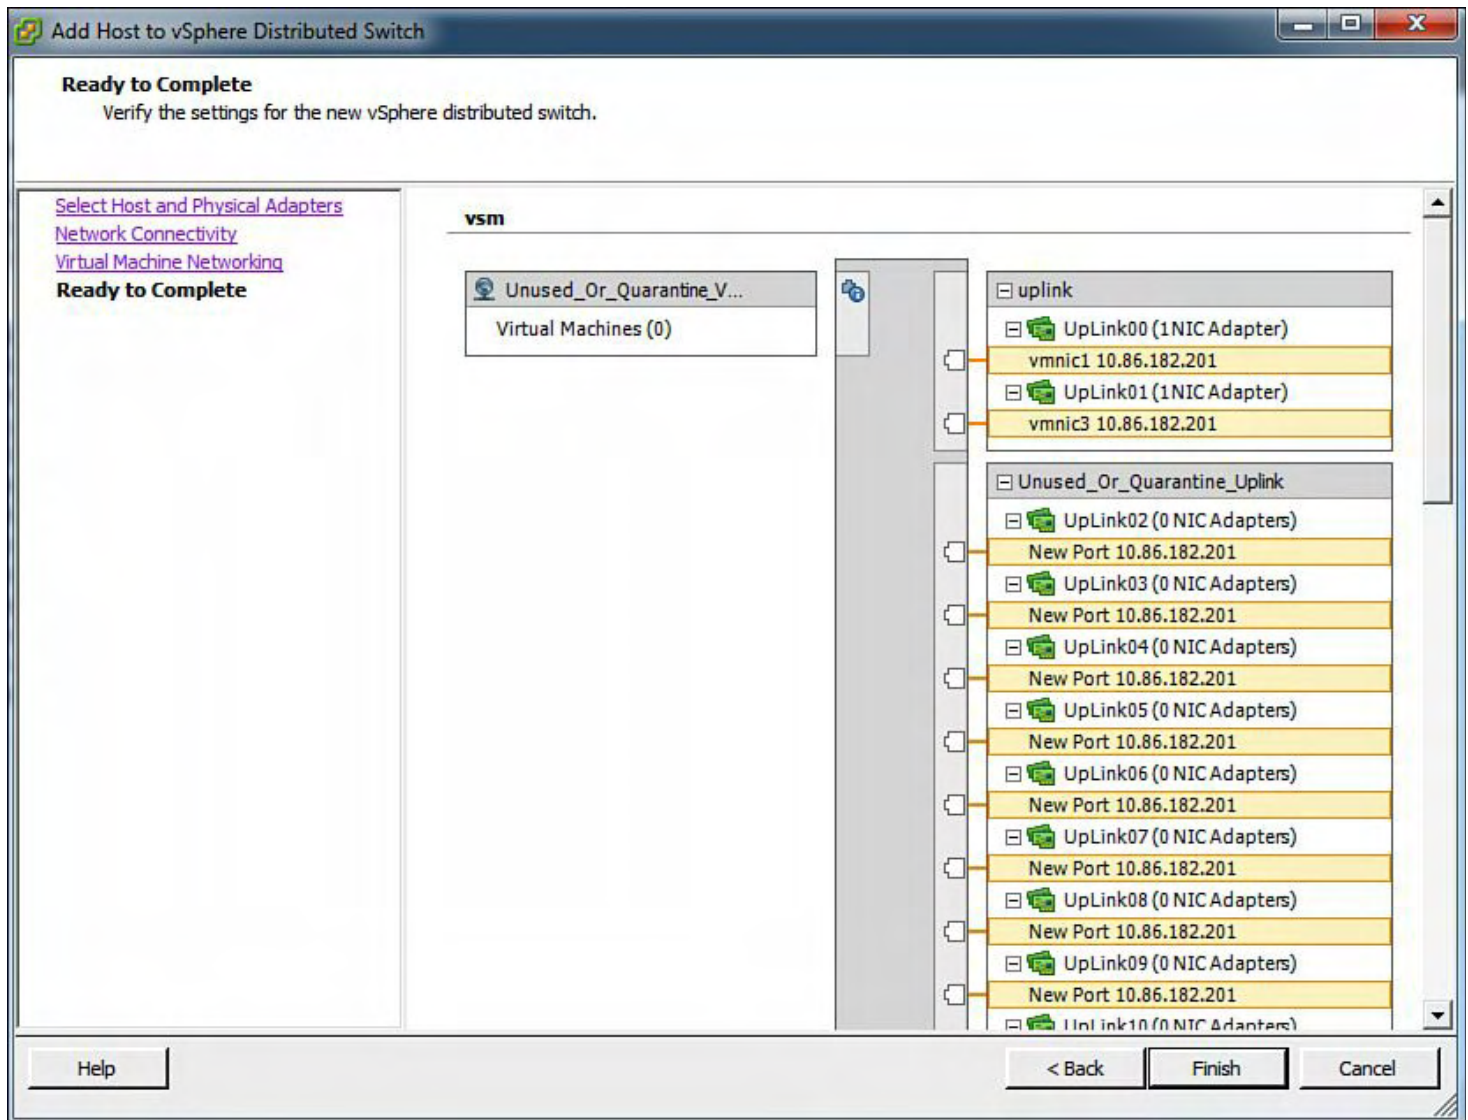 Add Host to vSphere Distributed Switch
Ready to Complete
Verify the settings for the new vSphere distributed switch.
Select Host and Physical Adapters
Network Connectivity
Virtual Machine Networking
Ready to Complete
vsm
Unused_Or_Quarantine_V...
Virtual Machines (0)
uplink
UpLink00 (1 NIC Adapter)
vmnic1 10.86.182.201
UpLink01 (1 NIC Adapter)
vmnic3 10.86.182.201
Unused_Or_Quarantine_Uplink
UpLink02 (0 NIC Adapters)
New Port 10.86.182.201
UpLink03 (0 NIC Adapters)
New Port 10.86.182.201
UpLink04 (0 NIC Adapters)
New Port 10.86.182.201
UpLink05 (0 NIC Adapters)
New Port 10.86.182.201
UpLink06 (0 NIC Adapters)
New Port 10.86.182.201
UpLink07 (0 NIC Adapters)
New Port 10.86.182.201
UpLink08 (0 NIC Adapters)
New Port 10.86.182.201
UpLink09 (0 NIC Adapters)
New Port 10.86.182.201
UpLink10 (0 NIC Adapters)
Help
< Back
Finish
Cancel